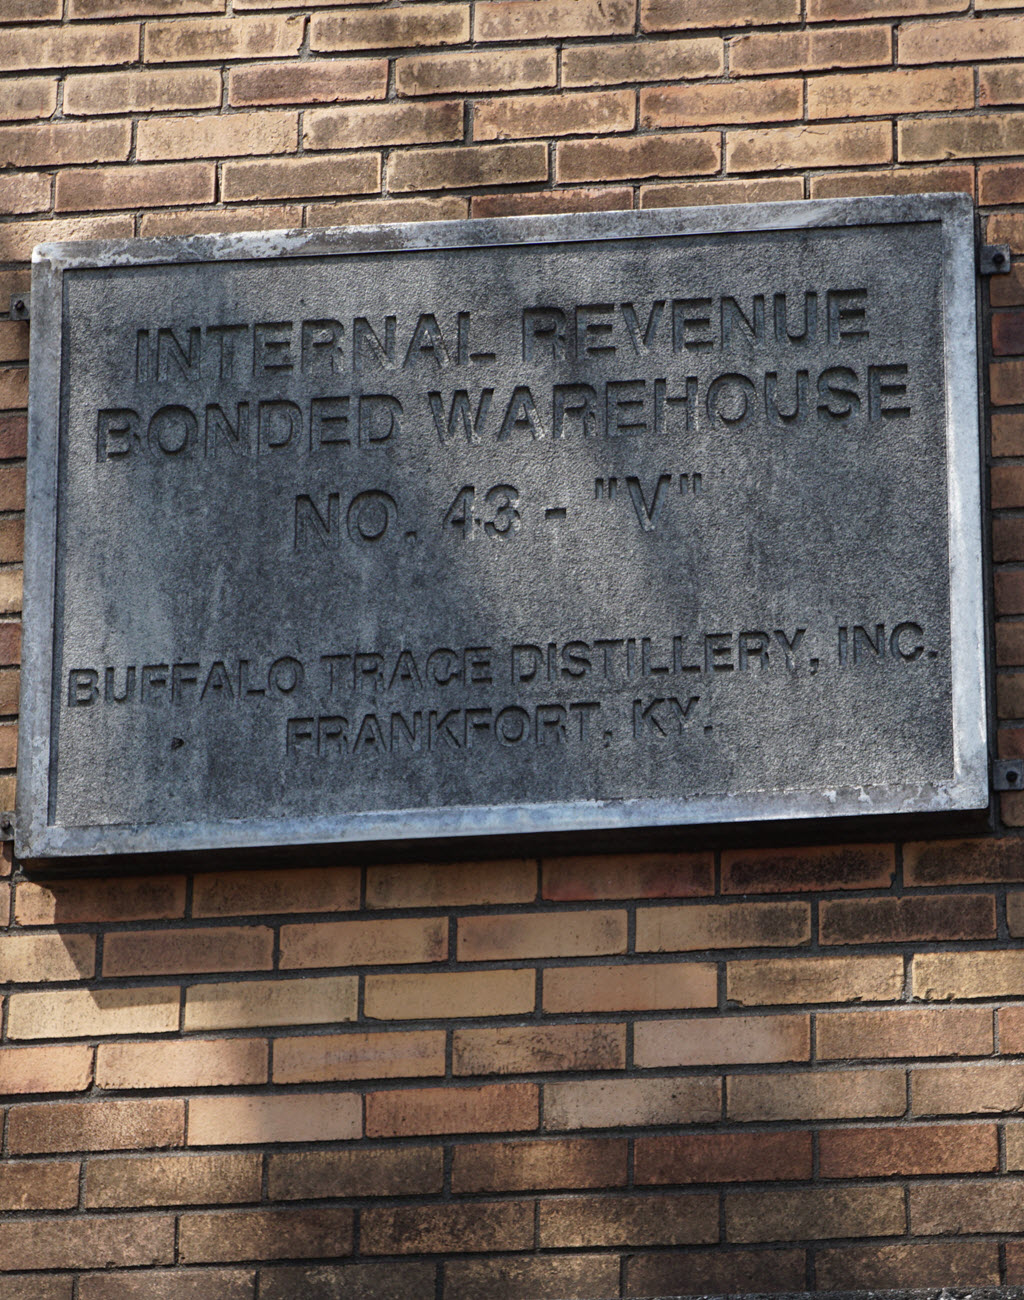 INTERNAL REVENUE
BONDED WAREHOUSE
NO. 43 - "V"
BUFFALO TRACE DISTILLERY, INC.
FRANKFORT, KY.